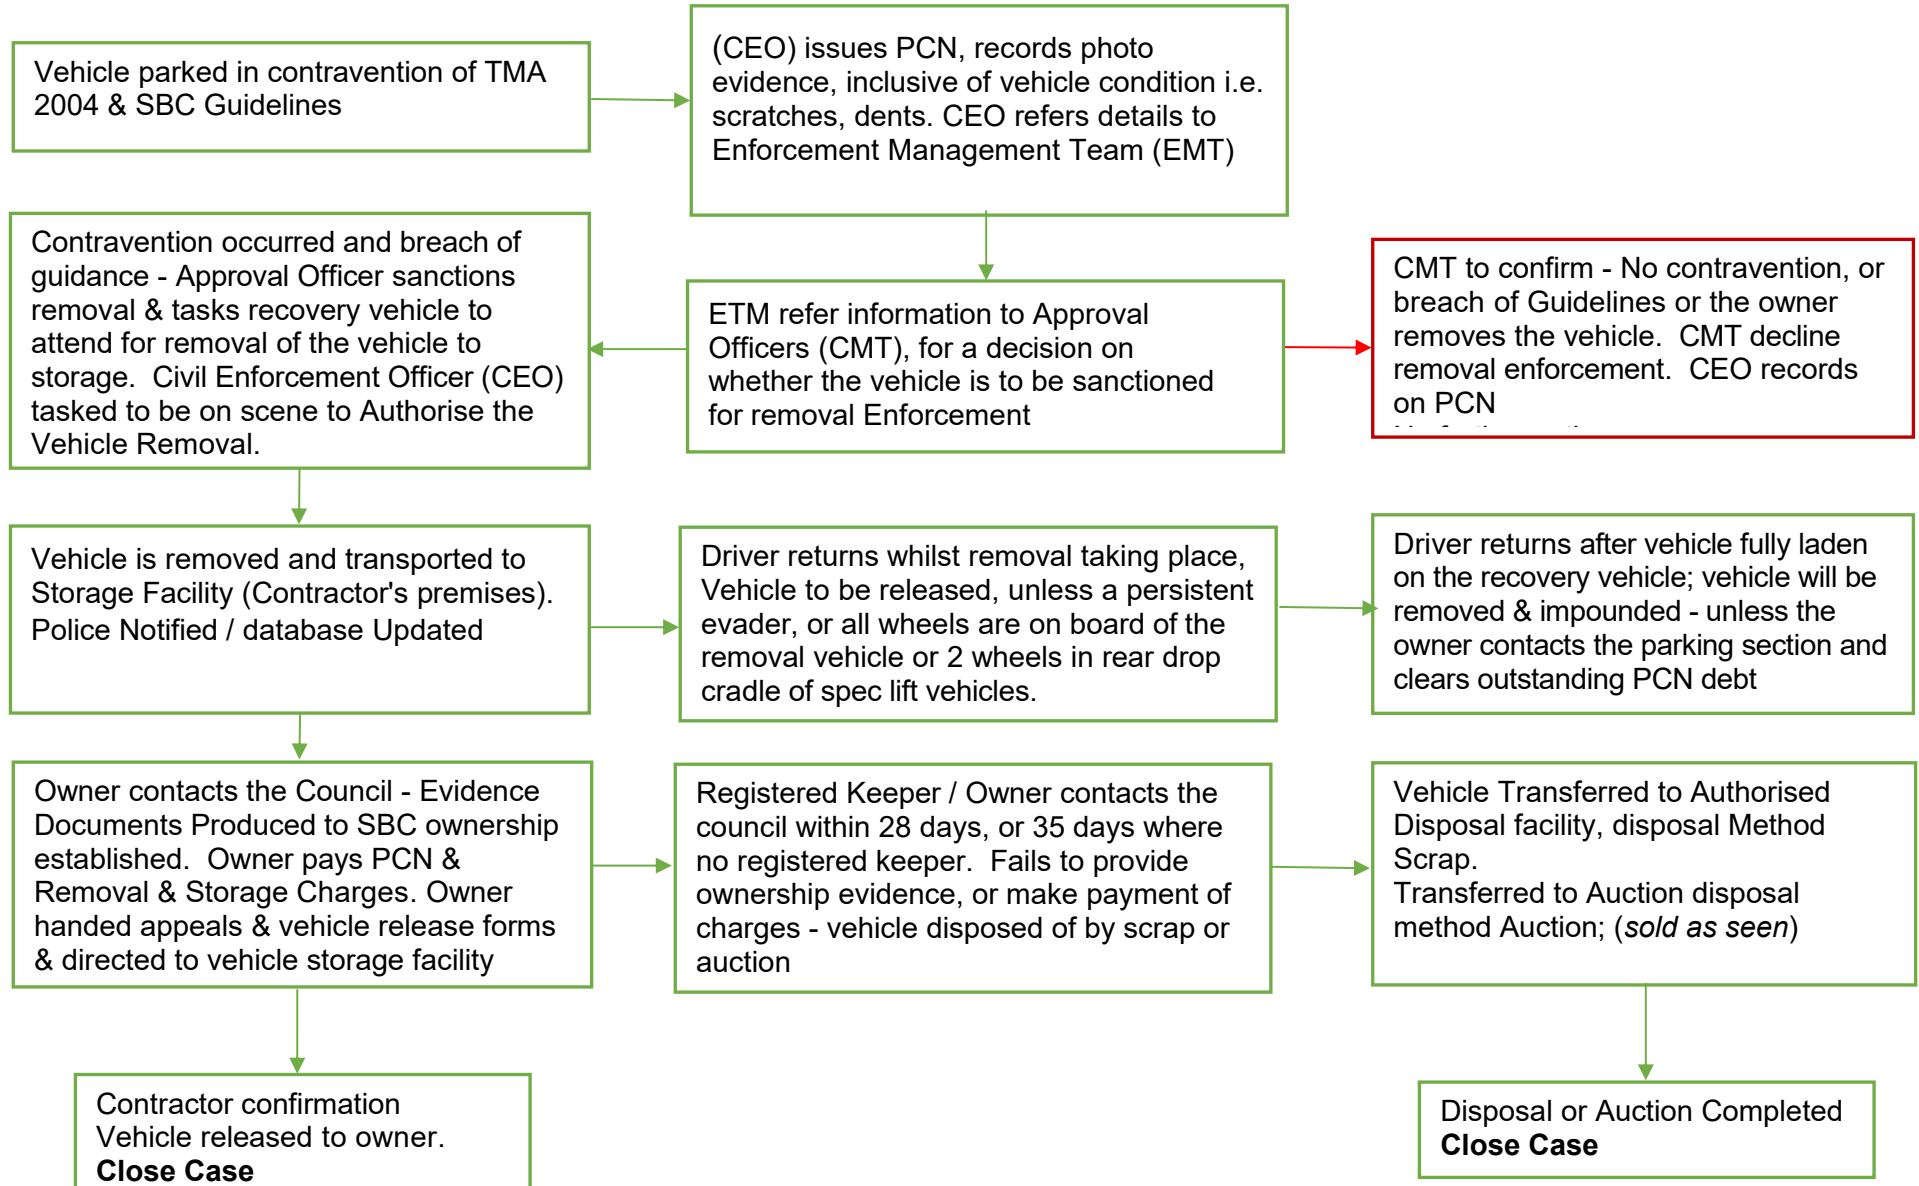 Vehicle parked in contravention of TMA
2004 & SBC Guidelines
(CEO) issues PCN, records photo
evidence, inclusive of vehicle condition i.e.
scratches, dents. CEO refers details to
Enforcement Management Team (EMT)
Contravention occurred and breach of
guidance - Approval Officer sanctions
removal & tasks recovery vehicle to
attend for removal of the vehicle to
storage.  Civil Enforcement Officer (CEO)
tasked to be on scene to Authorise the
Vehicle Removal.
ETM refer information to Approval
Officers (CMT), for a decision on
whether the vehicle is to be sanctioned
for removal Enforcement
CMT to confirm - No contravention, or
breach of Guidelines or the owner
removes the vehicle.  CMT decline
removal enforcement.  CEO records
on PCN
Vehicle is removed and transported to
Storage Facility (Contractor's premises).
Police Notified / database Updated
Driver returns whilst removal taking place,
Vehicle to be released, unless a persistent
evader, or all wheels are on board of the
removal vehicle or 2 wheels in rear drop
cradle of spec lift vehicles.
Driver returns after vehicle fully laden
on the recovery vehicle; vehicle will be
removed & impounded - unless the
owner contacts the parking section and
clears outstanding PCN debt
Owner contacts the Council - Evidence
Documents Produced to SBC ownership
established.  Owner pays PCN &
Removal & Storage Charges. Owner
handed appeals & vehicle release forms
& directed to vehicle storage facility
Registered Keeper / Owner contacts the
council within 28 days, or 35 days where
no registered keeper.  Fails to provide
ownership evidence, or make payment of
charges - vehicle disposed of by scrap or
auction
Vehicle Transferred to Authorised
Disposal facility, disposal Method
Scrap.
Transferred to Auction disposal
method Auction; (sold as seen)
Contractor confirmation
Vehicle released to owner.
Close Case
Disposal or Auction Completed
Close Case